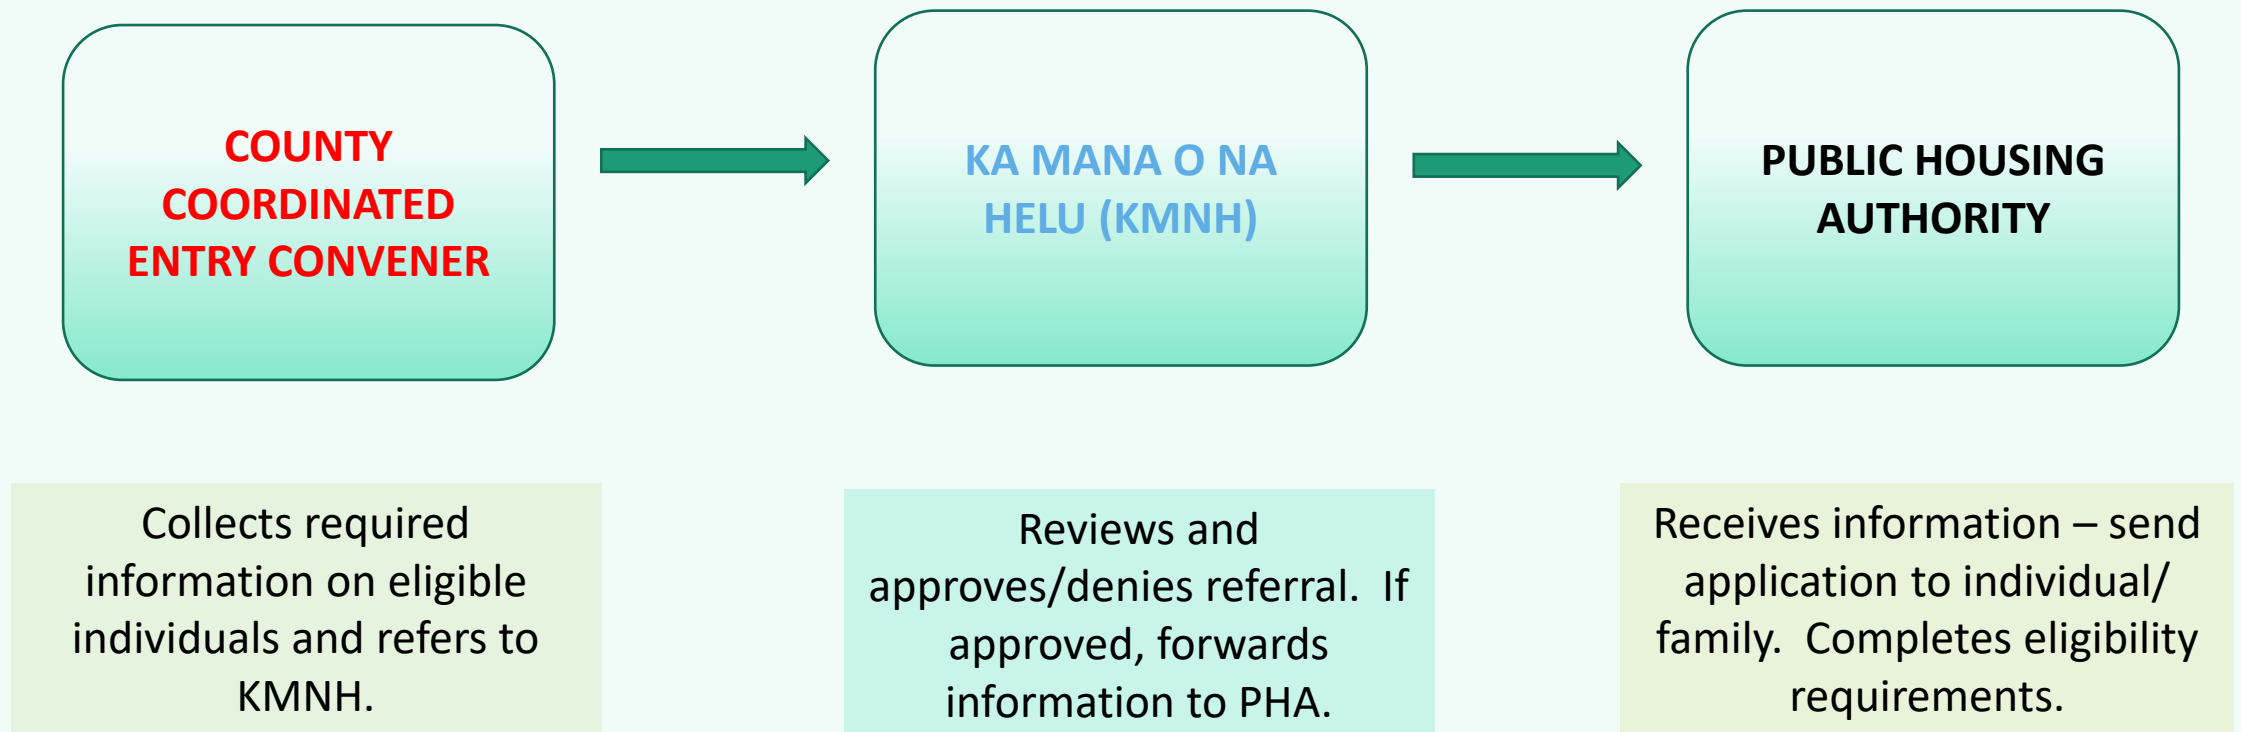 COUNTY
COORDINATED
ENTRY CONVENER
KA MANA O NA
HELU (KMNH)
PUBLIC HOUSING
AUTHORITY
Collects required
information on eligible
individuals and refers to
KMNH.
Reviews and
approves/denies referral.  If
approved, forwards
information to PHA.
Receives information – send
application to individual/
family.  Completes eligibility
requirements.